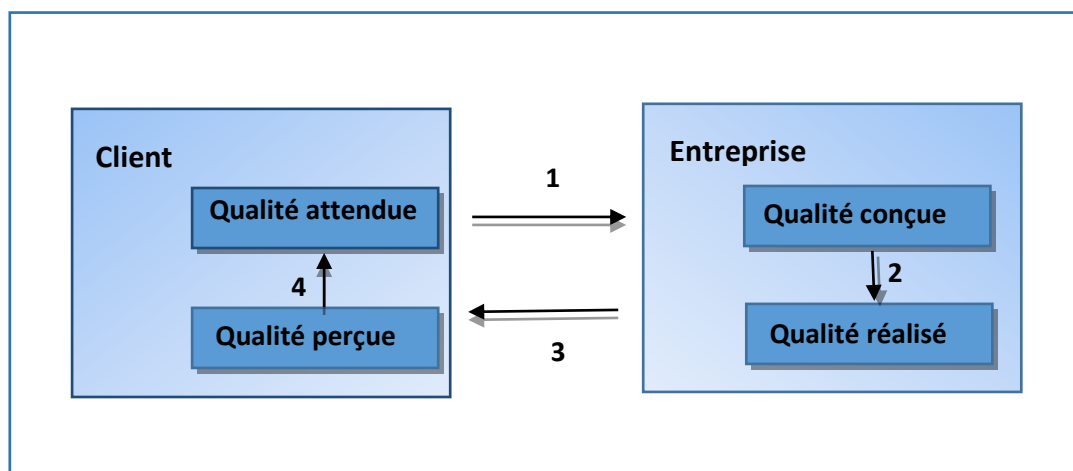 Client
Qualité attendue
4
Qualité perçue
1
3
Entreprise
Qualité conçue
2
Qualité réalisé